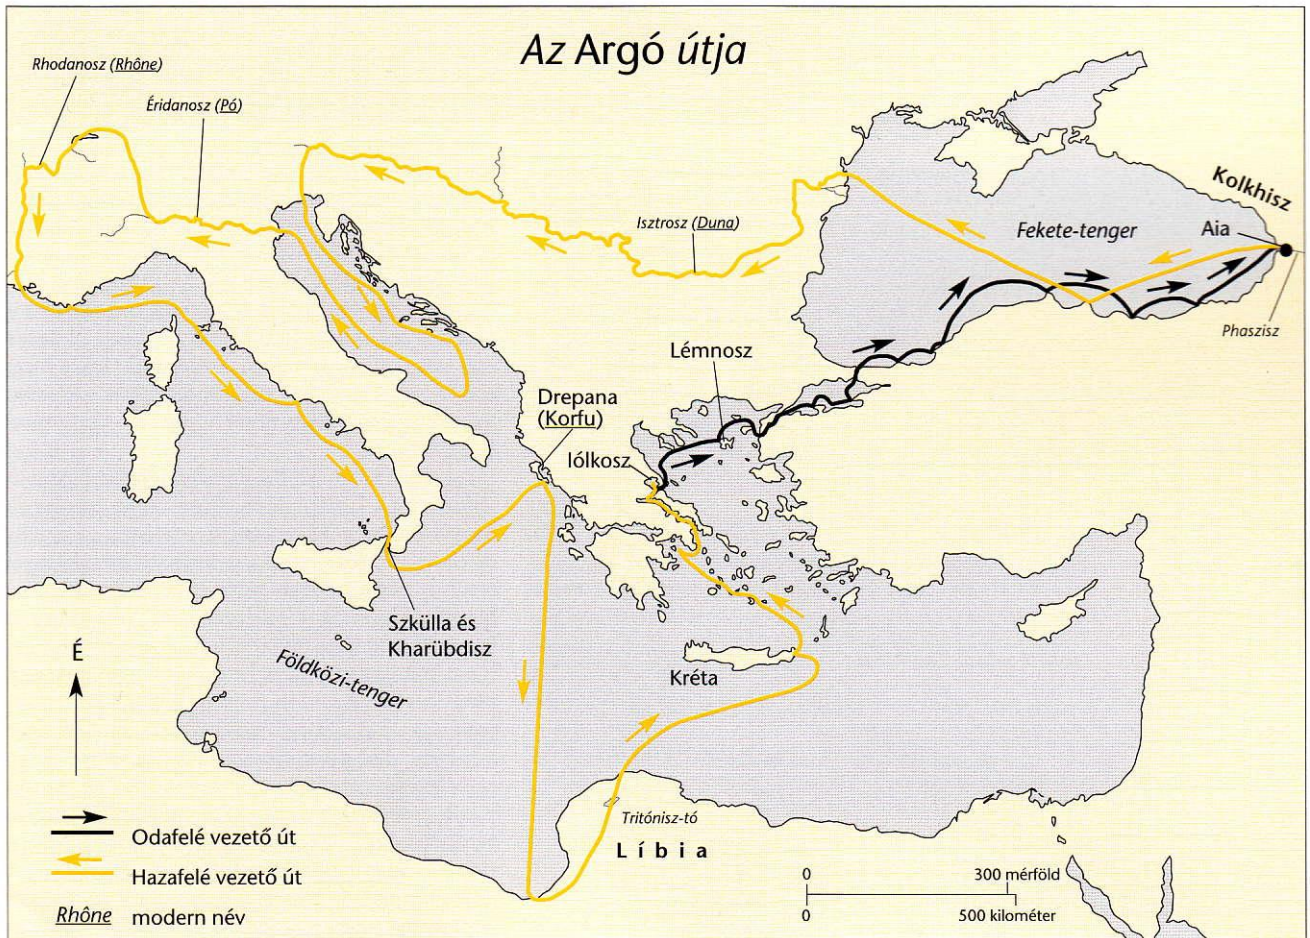 Az Argó útja
Rhodanosz (Rhône)
Éridanosz (Pó)
Kolkhisz
Isztrosz (Duna)
Fekete-tenger
Aia
Phaszisz
Lémnosz
Drepana
(Korfu)
Iólkosz
Szkülla és
Kharübdisz
É
Földközi-tenger
Kréta
Tritónisz-tó
Líbia
Odafelé vezető út
Hazafelé vezető út
Rhône modern név
0 300 mérföld
0 500 kilométer